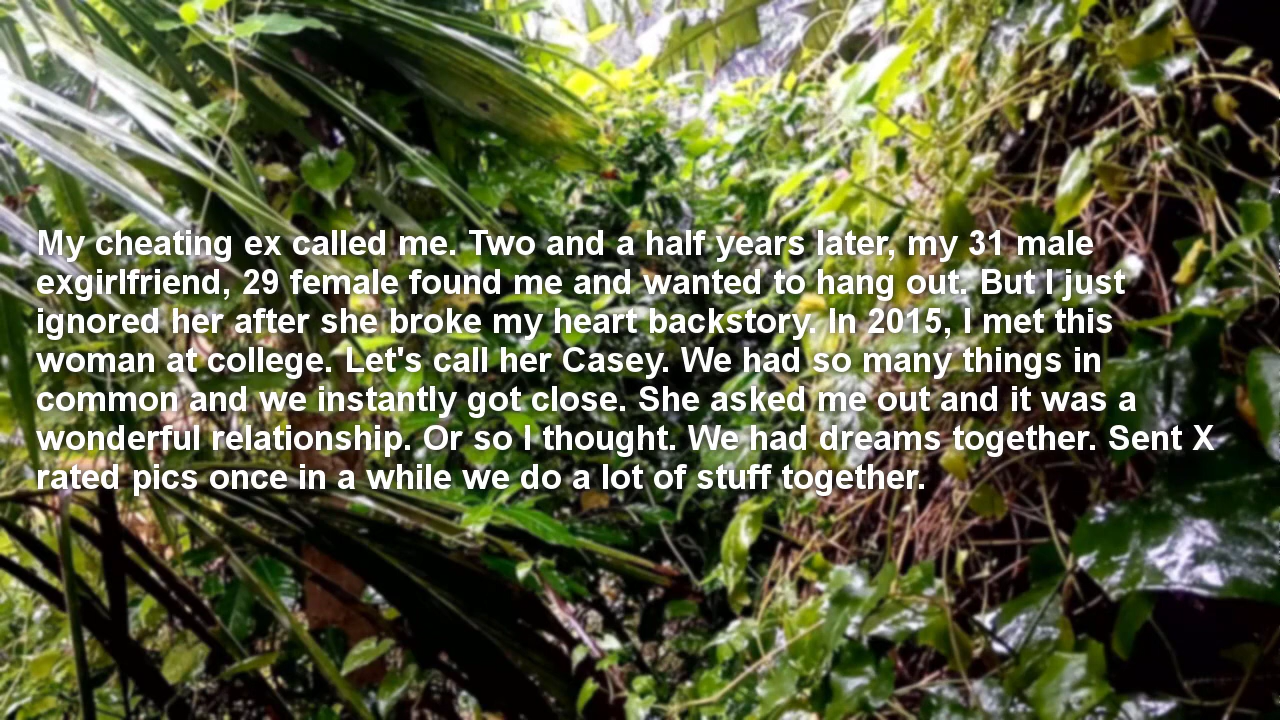 My cheating ex called me. Two and a half years later, my 31 male
exgirlfriend, 29 female found me and wanted to hang out. But I just
ignored her after she broke my heart backstory. In 2015, I met this
woman at college. Let's call her Casey. We had so many things in
common and we instantly got close. She asked me out and it was a
wonderful relationship. Or so I thought. We had dreams together. Sent X
rated pics once in a while we do a lot of stuff together.